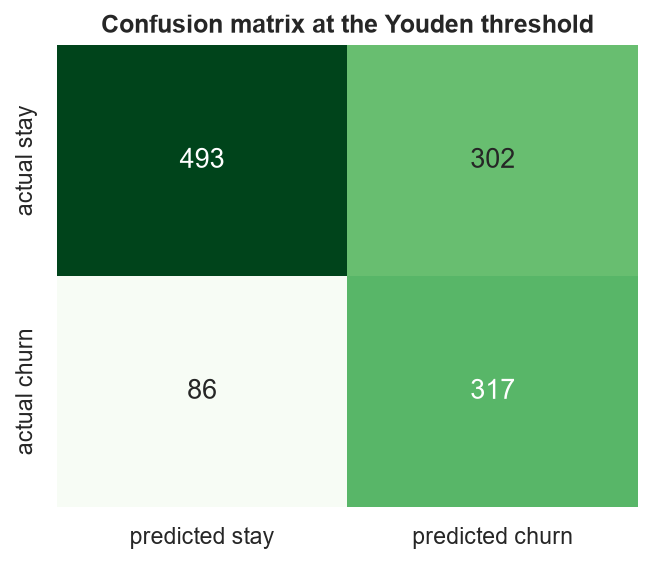 Confusion matrix at the Youden threshold
actual stay
493
302
actual churn
86
317
predicted stay
predicted churn